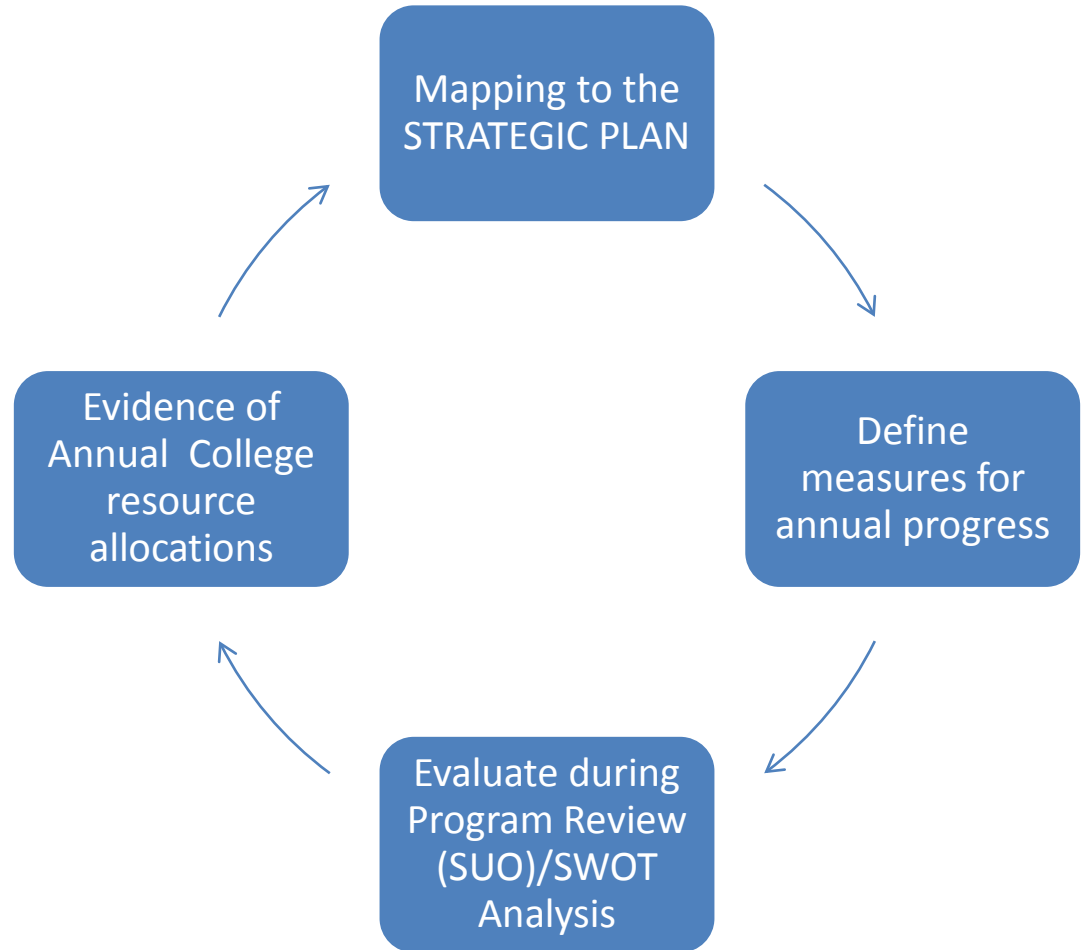 Mapping to the
STRATEGIC PLAN
Define
measures for
annual progress
Evaluate during
Program Review
(SUO)/SWOT
Analysis
Evidence of
Annual College
resource
allocations